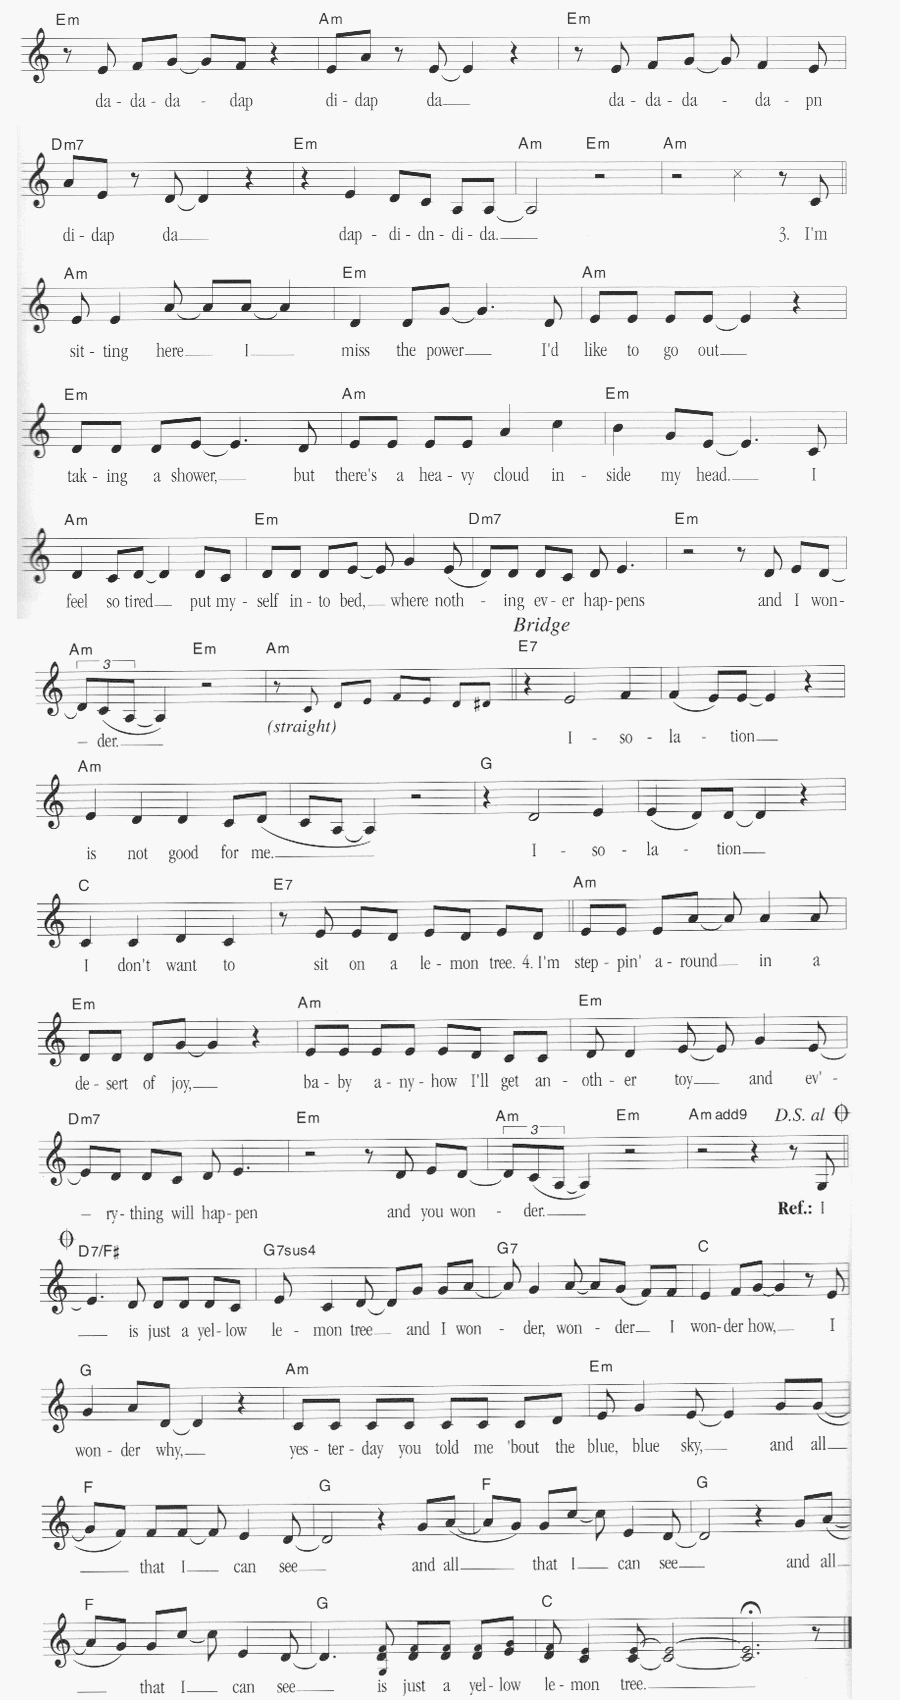 Em Am Em
da - da - da - dap di - dap da da - da - da - da - pn
Dm7 Em Am Em Am
di - dap da dap - di - dn - di - da. 3. I'm
Am Em Am
sit - ting here I miss the power I'd like to go out
Em Am Em
tak - ing a shower, but there's a hea - vy cloud in - side my head. I
Am Em Dm7 Em
feel so tired put my - self in - to bed, where noth - ing ev - er hap - pens and I won -
Bridge
Am 3 Em Am E7
(straight)
- der. I - so - la - tion
Am G
is not good for me. I - so - la - tion
C E7 Am
I don't want to sit on a le - mon tree. 4. I'm step - pin' a - round in a
Em Am Em
de - sert of joy, ba - by a - ny - how I'll get an - oth - er toy and ev' -
Dm7 Em Am 3 Em Am add9 D.S. al
- ry - thing will hap - pen and you won - der. Ref.: I
D7/F# G7sus4 G7 C
is just a yel - low le - mon tree and I won - der, won - der I won - der how, I
G Am Em
won - der why, yes - ter - day you told me 'bout the blue, blue sky, and all
F G F G
that I can see and all that I can see and all
F G C
that I can see is just a yel - low le - mon tree.